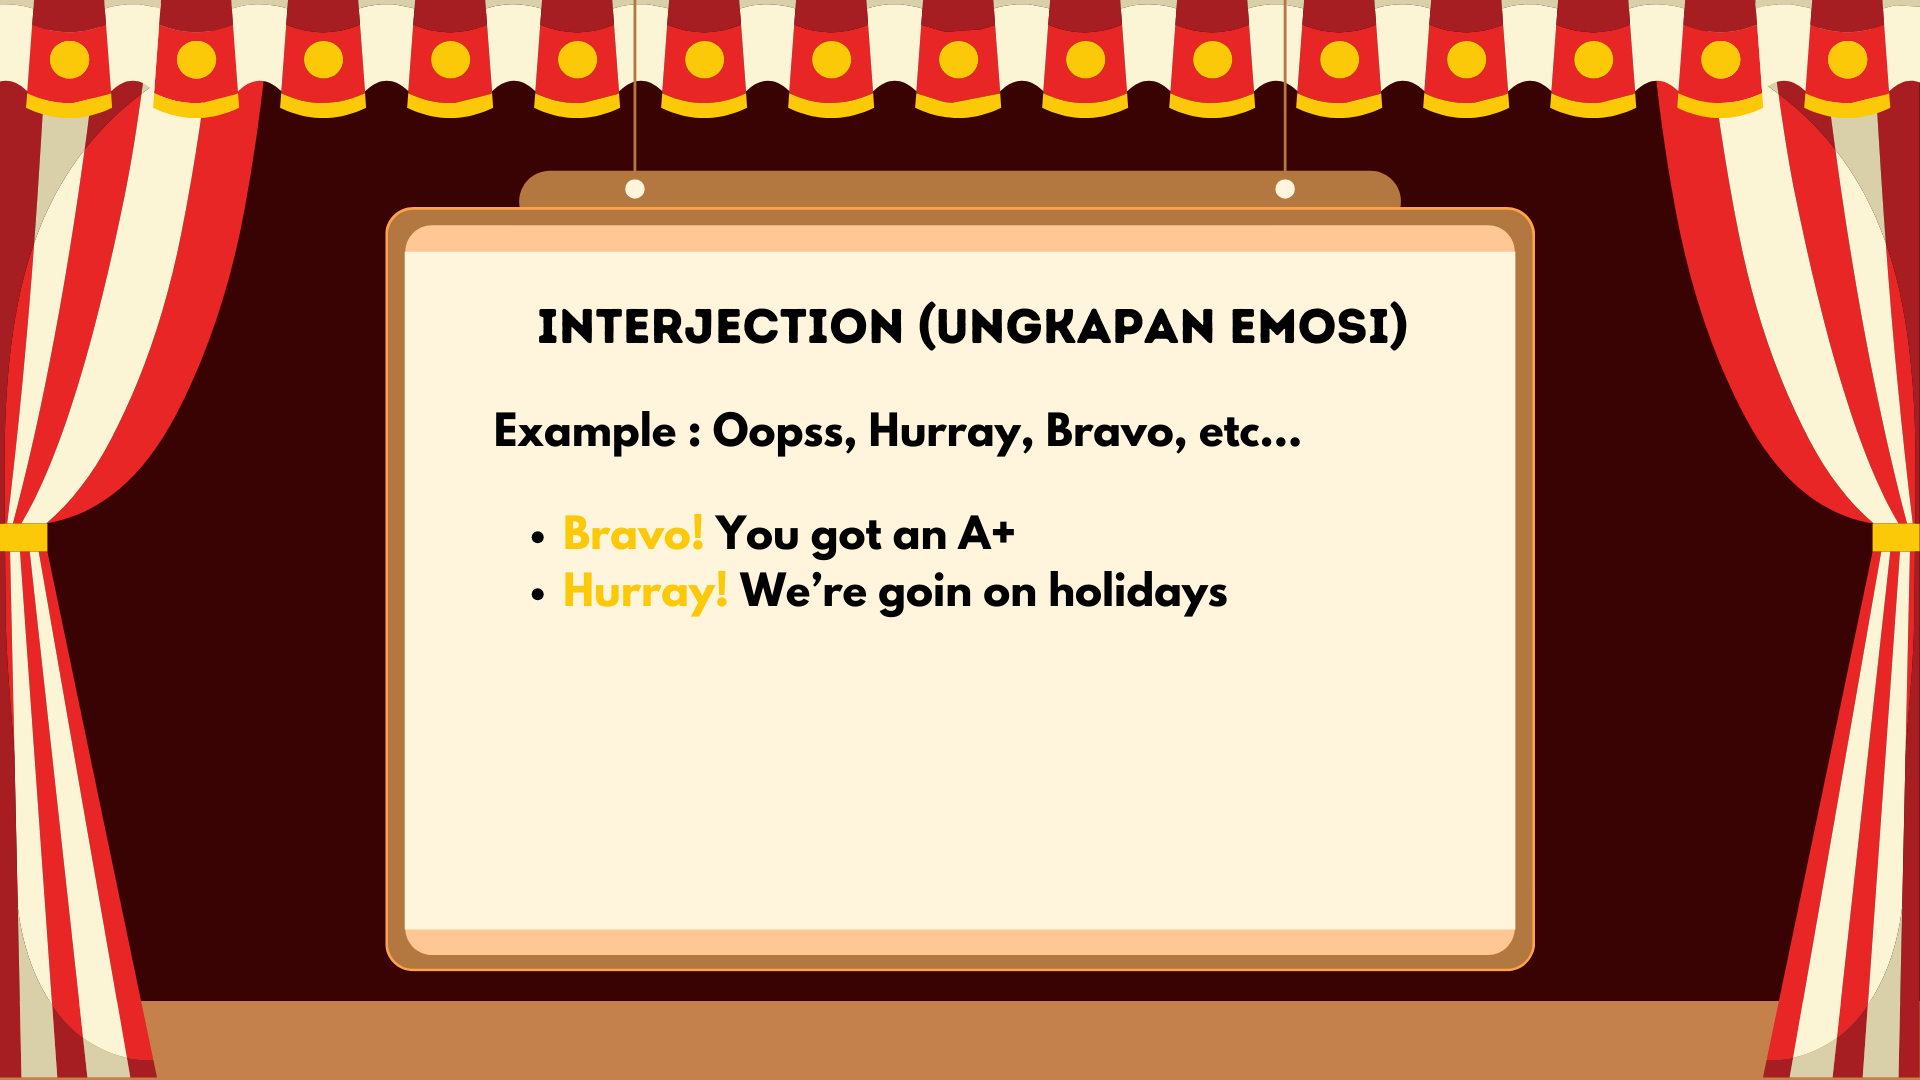 INTERJECTION (UNGKAPAN EMOSI)
Example : Oopss, Hurray, Bravo, etc...
• Bravo! You got an A+
• Hurray! We’re goin on holidays